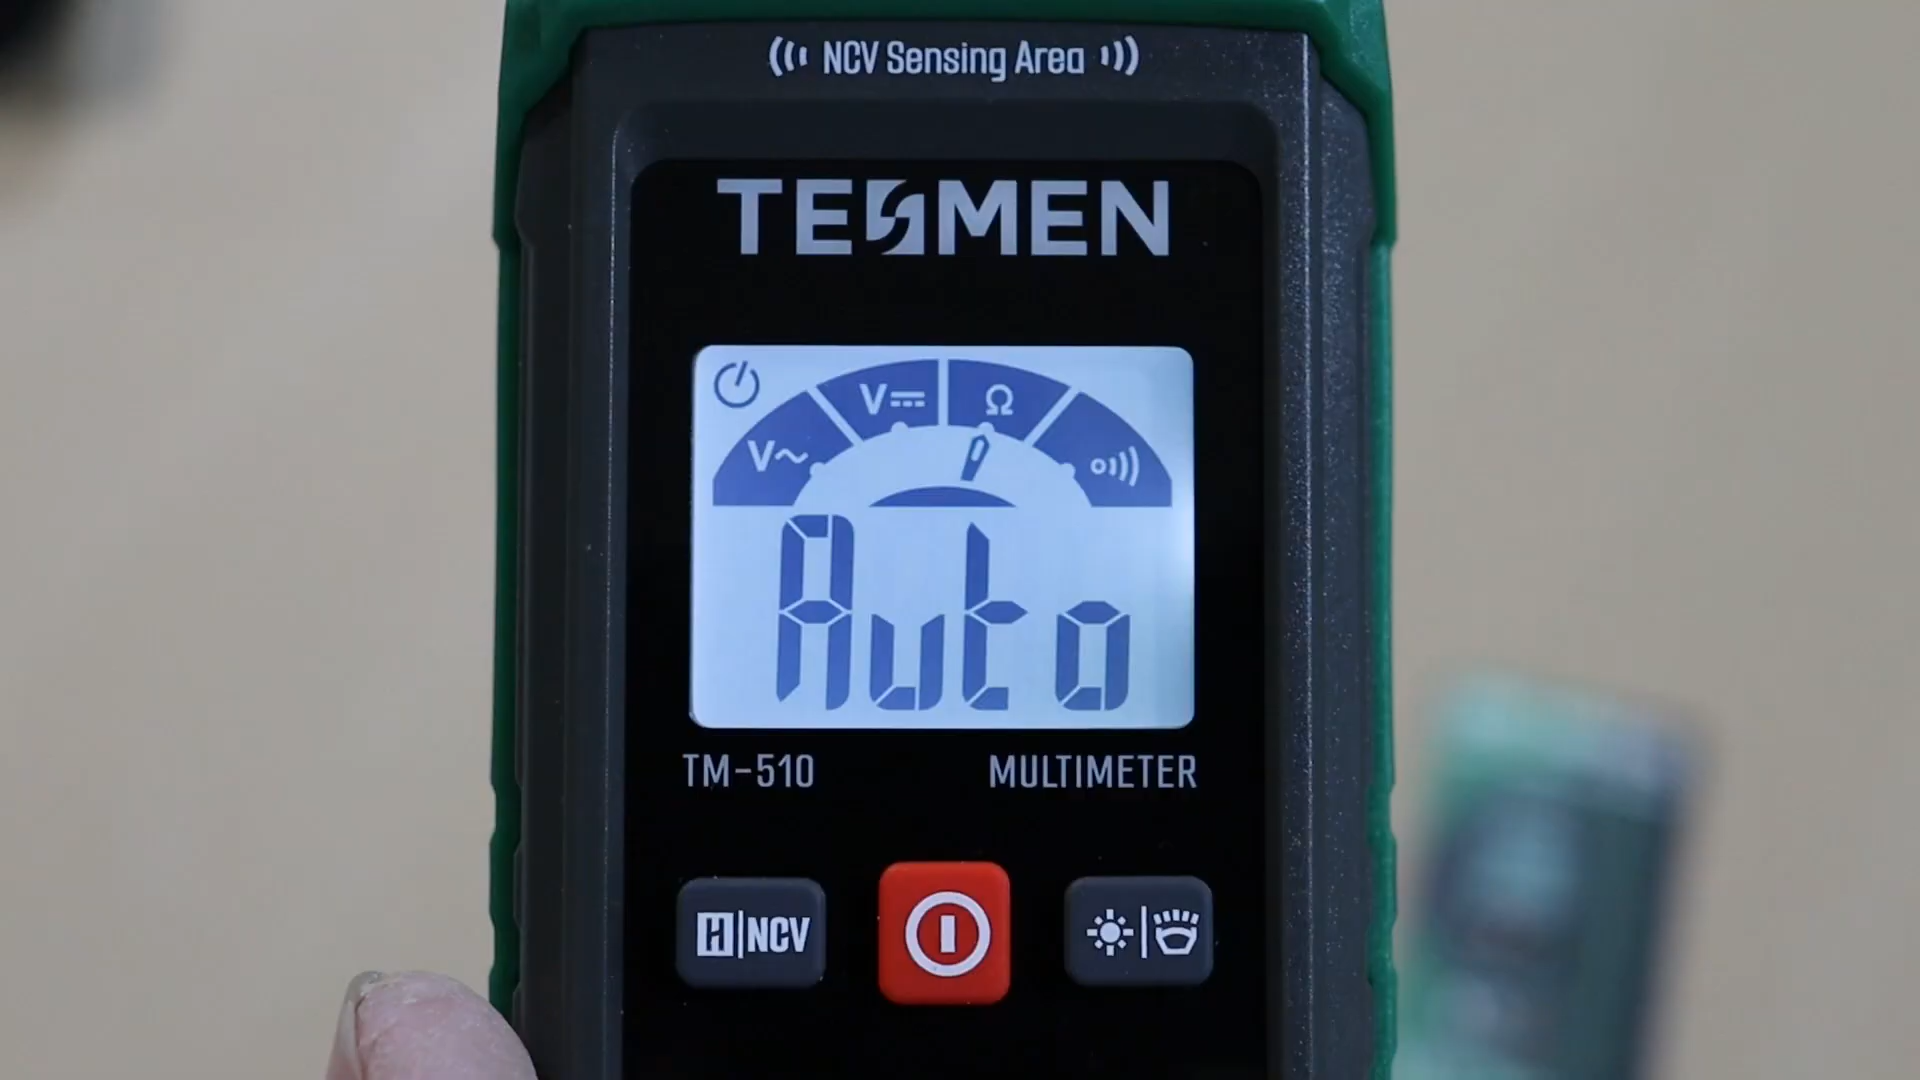 NCV Sensing Area
TESMEN
V~ V⎓ Ω
Auto
TM-510 MULTIMETER
H|NCV